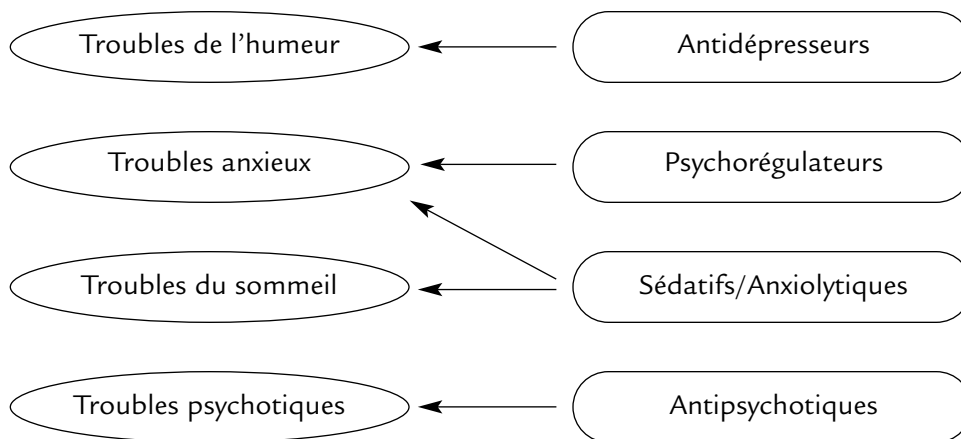 Troubles de l’humeur
Antidépresseurs
Troubles anxieux
Psychorégulateurs
Troubles du sommeil
Sédatifs/Anxiolytiques
Troubles psychotiques
Antipsychotiques